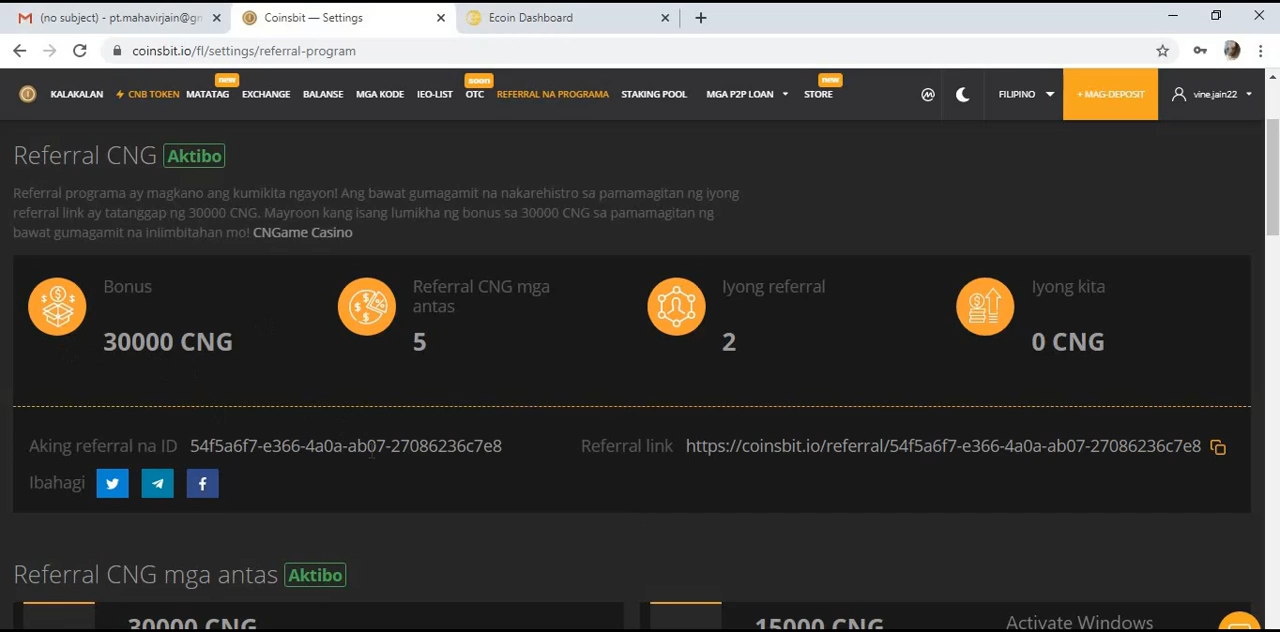 (no subject) - pt.mahavirjain@gn
Coinsbit — Settings
Ecoin Dashboard
coinsbit.io/fl/settings/referral-program
new soon new
KALAKALAN CNB TOKEN MATATAG EXCHANGE BALANSE MGA KODE IEO-LIST OTC REFERRAL NA PROGRAMA STAKING POOL MGA P2P LOAN STORE FILIPINO + MAG-DEPOSIT vine.jain22
Referral CNG Aktibo
Referral programa ay magkano ang kumikita ngayon! Ang bawat gumagamit na nakarehistro sa pamamagitan ng iyong
referral link ay tatanggap ng 30000 CNG. Mayroon kang isang lumikha ng bonus sa 30000 CNG sa pamamagitan ng
bawat gumagamit na iniimbitahan mo! CNGame Casino
Bonus
30000 CNG
Referral CNG mga
antas
5
Iyong referral
2
Iyong kita
0 CNG
Aking referral na ID 54f5a6f7-e366-4a0a-ab07-27086236c7e8
Referral link https://coinsbit.io/referral/54f5a6f7-e366-4a0a-ab07-27086236c7e8
Ibahagi
Referral CNG mga antas Aktibo
30000 CNG
15000 CNG
Activate Windows